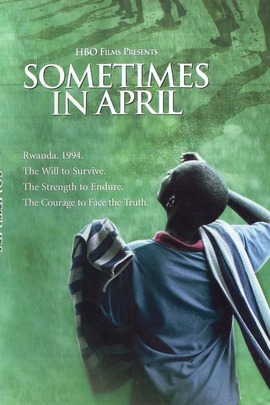 HBO FILMS PRESENTS
SOMETIMES
IN APRIL
Rwanda. 1994.
The Will to Survive.
The Strength to Endure.
The Courage to Face the Truth.